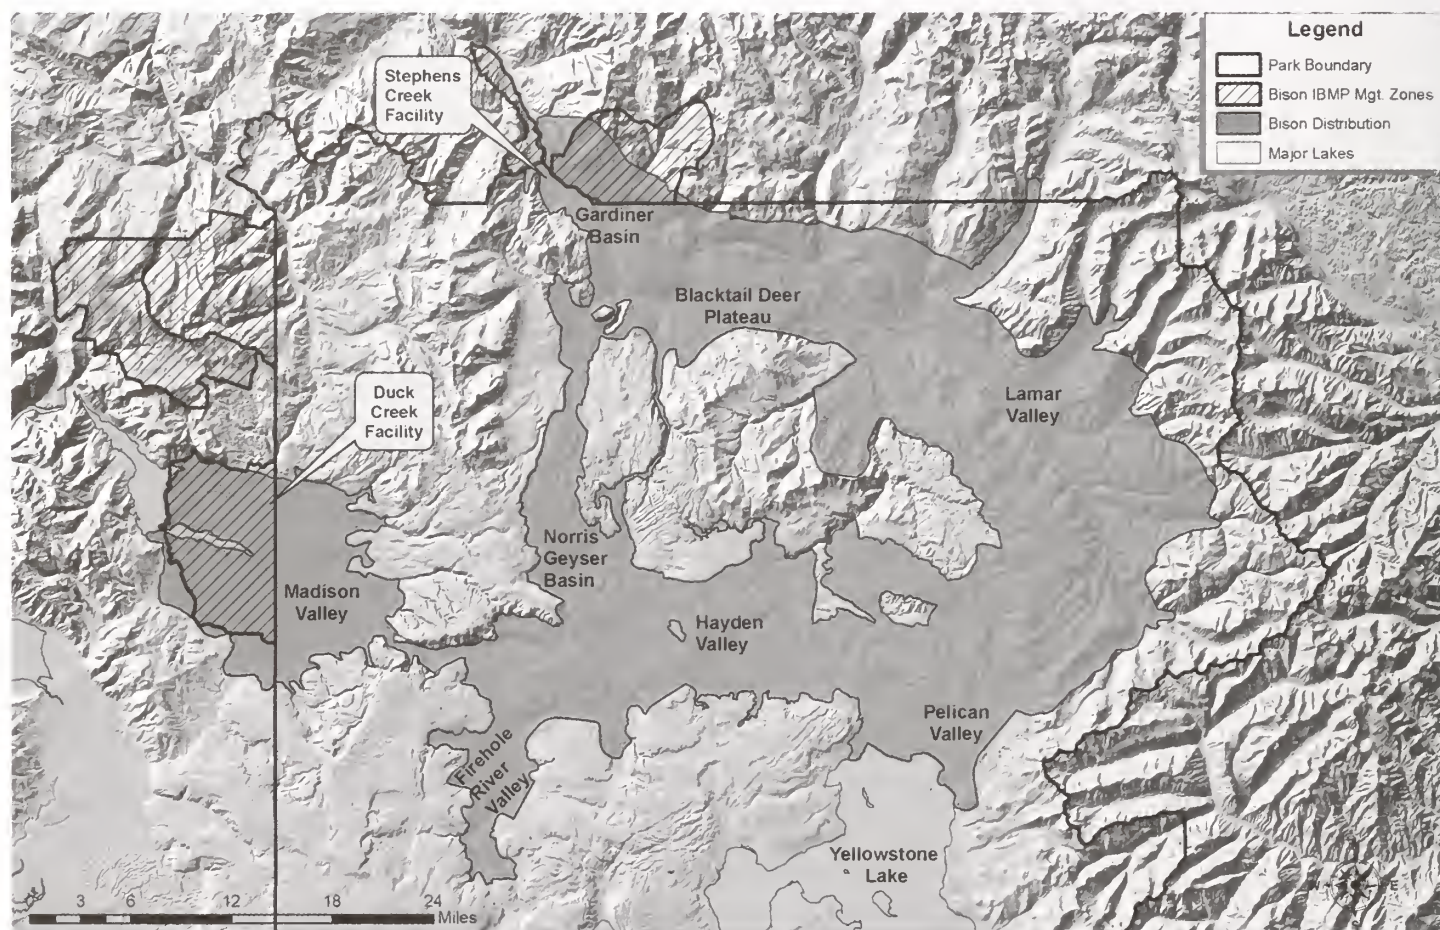 Legend
Park Boundary
Bison IBMP Mgt. Zones
Bison Distribution
Major Lakes
Stephens
Creek
Facility
Gardiner
Basin
Blacktail Deer
Plateau
Lamar
Valley
Duck
Creek
Facility
Norris
Geyser
Basin
Madison
Valley
Hayden
Valley
Pelican
Valley
Firehole
River
Valley
Yellowstone
Lake
3 6 12 18 24
Miles
E